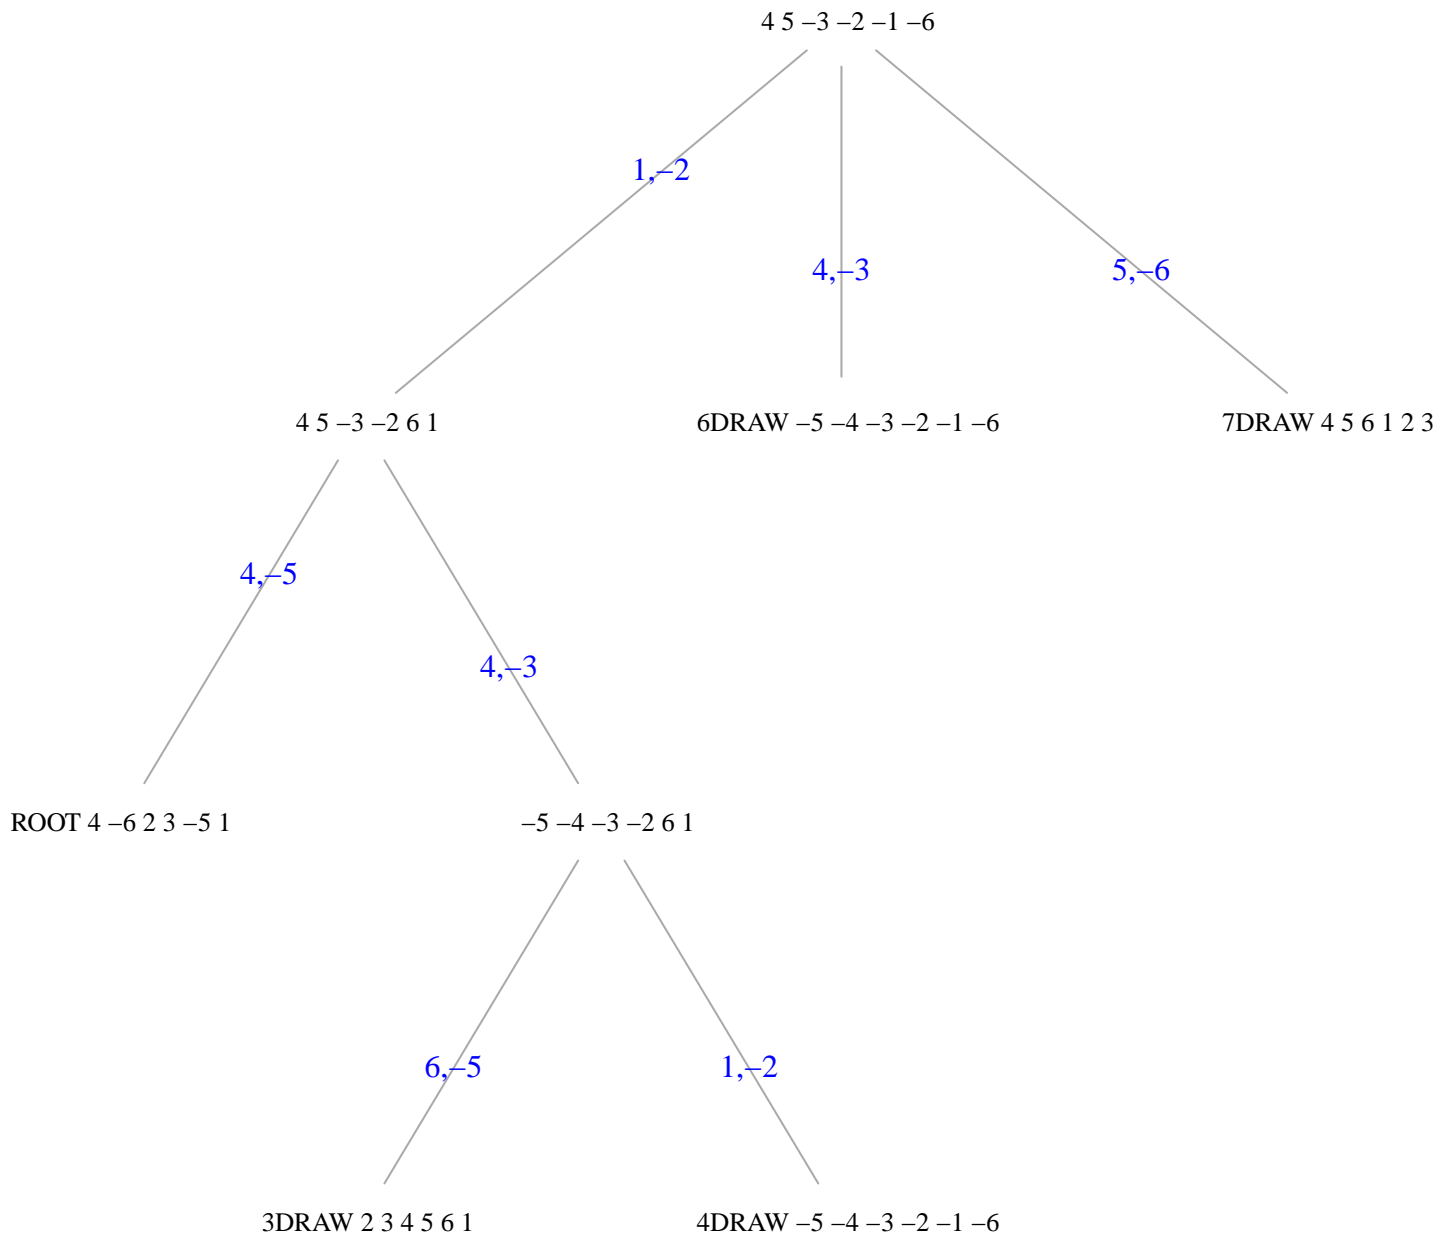 4 5 –3 –2 –1 –6
1,–2
4,–3
5,–6
4 5 –3 –2 6 1
6DRAW –5 –4 –3 –2 –1 –6
7DRAW 4 5 6 1 2 3
4,–5
4,–3
ROOT 4 –6 2 3 –5 1
–5 –4 –3 –2 6 1
6,–5
1,–2
3DRAW 2 3 4 5 6 1
4DRAW –5 –4 –3 –2 –1 –6